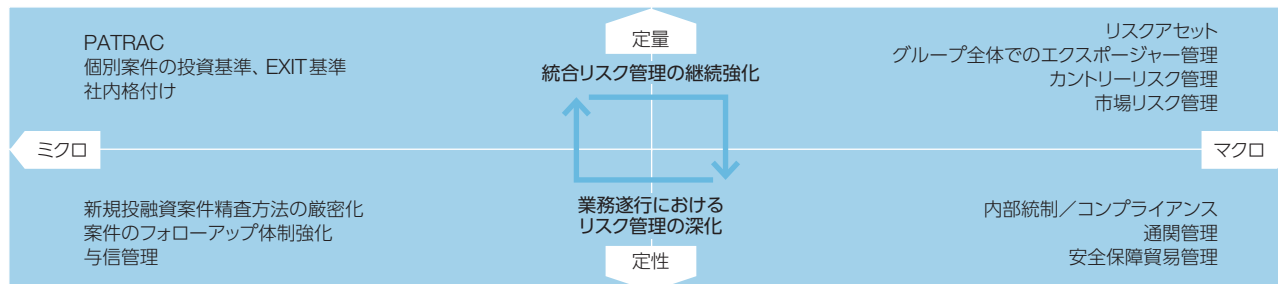 定量
統合リスク管理の継続強化
PATRAC
個別案件の投資基準、EXIT基準
社内格付け
リスクアセット
グループ全体でのエクスポージャー管理
カントリーリスク管理
市場リスク管理
ミクロ
マクロ
新規投融資案件精査方法の厳密化
案件のフォローアップ体制強化
与信管理
業務遂行における
リスク管理の深化
定性
内部統制／コンプライアンス
通関管理
安全保障貿易管理